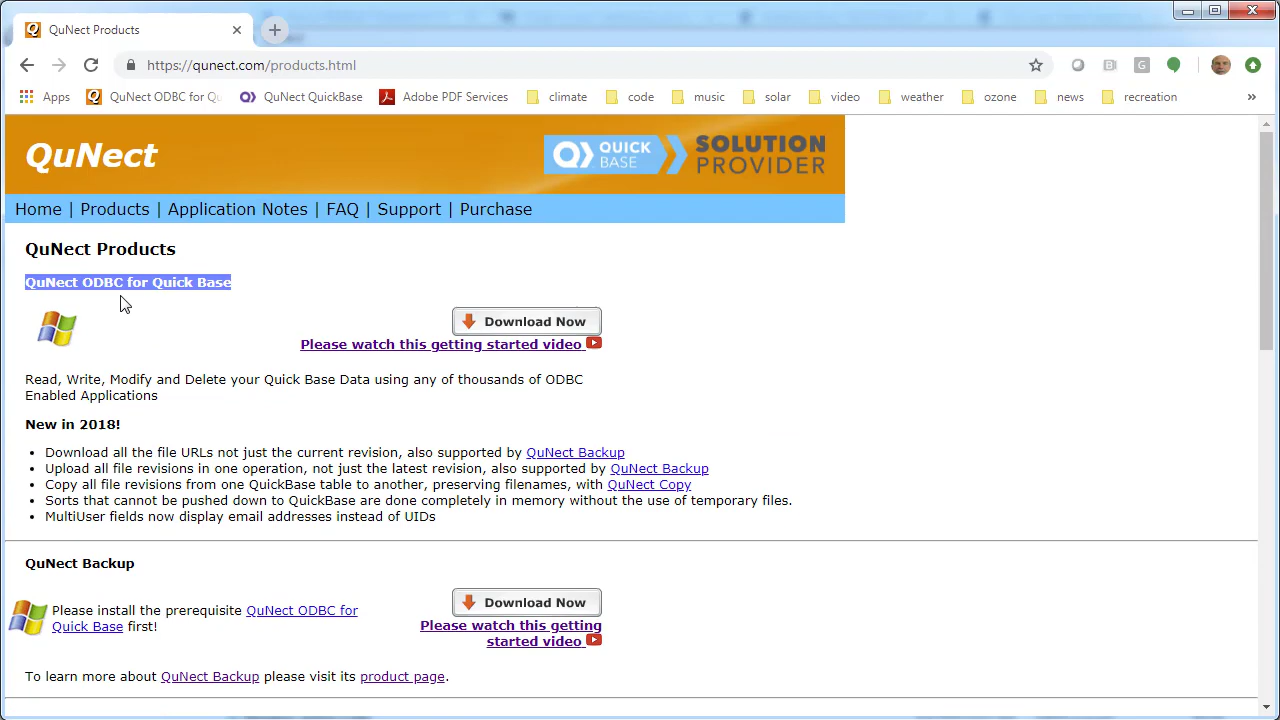 QuNect Products
https://qunect.com/products.html
Apps QuNect ODBC for Qu QuNect QuickBase Adobe PDF Services climate code music solar video weather ozone news recreation »
QuNect
QUICK BASE
SOLUTION PROVIDER
Home | Products | Application Notes | FAQ | Support | Purchase
QuNect Products
QuNect ODBC for Quick Base
Download Now
Please watch this getting started video
Read, Write, Modify and Delete your Quick Base Data using any of thousands of ODBC
Enabled Applications
New in 2018!
• Download all the file URLs not just the current revision, also supported by QuNect Backup
• Upload all file revisions in one operation, not just the latest revision, also supported by QuNect Backup
• Copy all file revisions from one QuickBase table to another, preserving filenames, with QuNect Copy
• Sorts that cannot be pushed down to QuickBase are done completely in memory without the use of temporary files.
• MultiUser fields now display email addresses instead of UIDs
QuNect Backup
Download Now
Please install the prerequisite QuNect ODBC for
Quick Base first!
Please watch this getting
started video
To learn more about QuNect Backup please visit its product page.